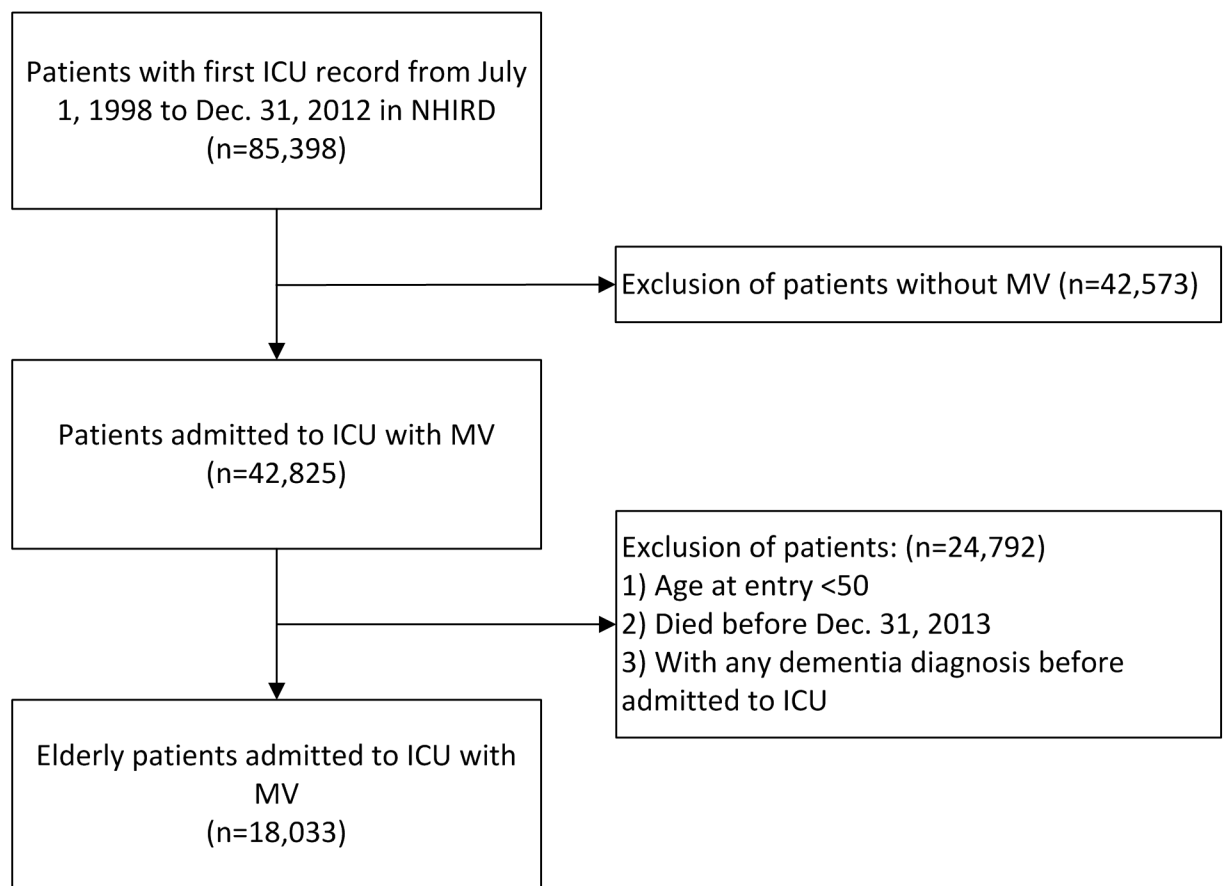 Patients with first ICU record from July
1, 1998 to Dec. 31, 2012 in NHIRD
(n=85,398)
Exclusion of patients without MV (n=42,573)
Patients admitted to ICU with MV
(n=42,825)
Exclusion of patients: (n=24,792)
1) Age at entry <50
2) Died before Dec. 31, 2013
3) With any dementia diagnosis before
admitted to ICU
Elderly patients admitted to ICU with
MV
(n=18,033)